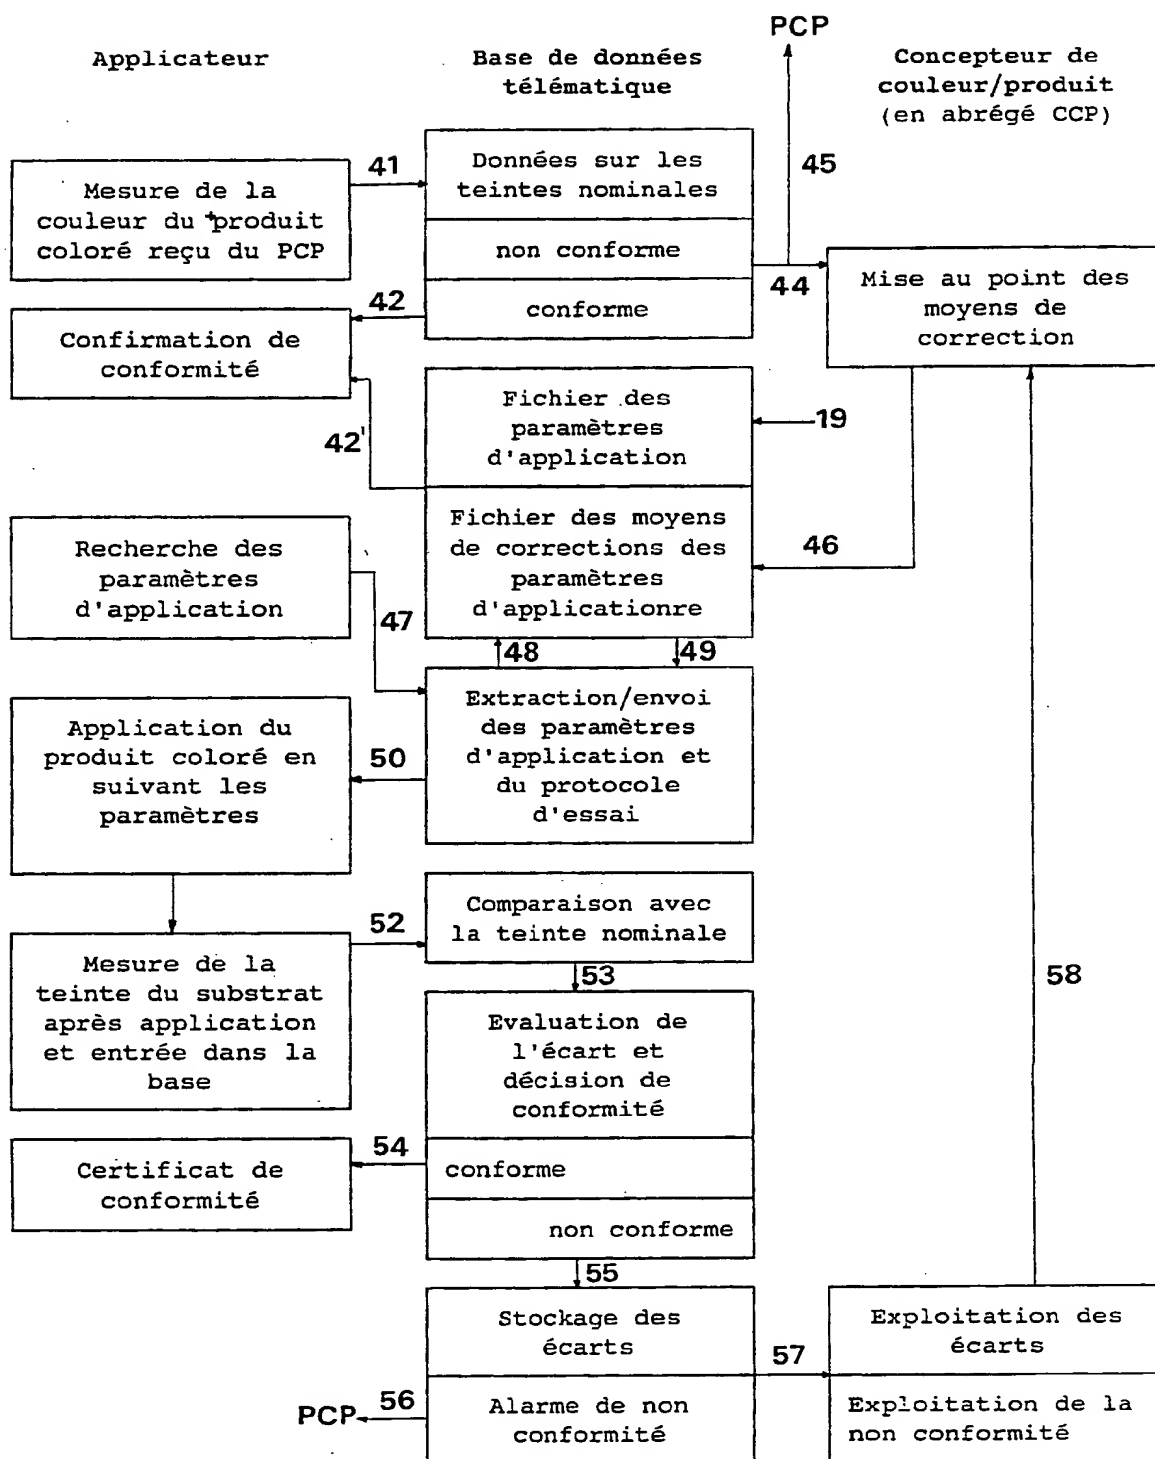 PCP
Applicateur
Base de données
télématique
Concepteur de
couleur/produit
(en abrégé CCP)
41
45
Mesure de la
couleur du produit
coloré reçu du PCP
Données sur les
teintes nominales
non conforme
conforme
44
42
Mise au point des
moyens de
correction
Confirmation de
conformité
42'
Fichier des
paramètres
d'application
19
Fichier des moyens
de corrections des
paramètres
d'applicationre
46
Recherche des
paramètres
d'application
47
48
49
Extraction/envoi
des paramètres
d'application et
du protocole
d'essai
Application du
produit coloré en
suivant les
paramètres
50
52
Comparaison avec
la teinte nominale
53
58
Mesure de la
teinte du substrat
après application
et entrée dans la
base
Evaluation de
l'écart et
décision de
conformité
54
conforme
Certificat de
conformité
non conforme
55
Stockage des
écarts
57
Exploitation des
écarts
PCP
56
Alarme de non
conformité
Exploitation de la
non conformité